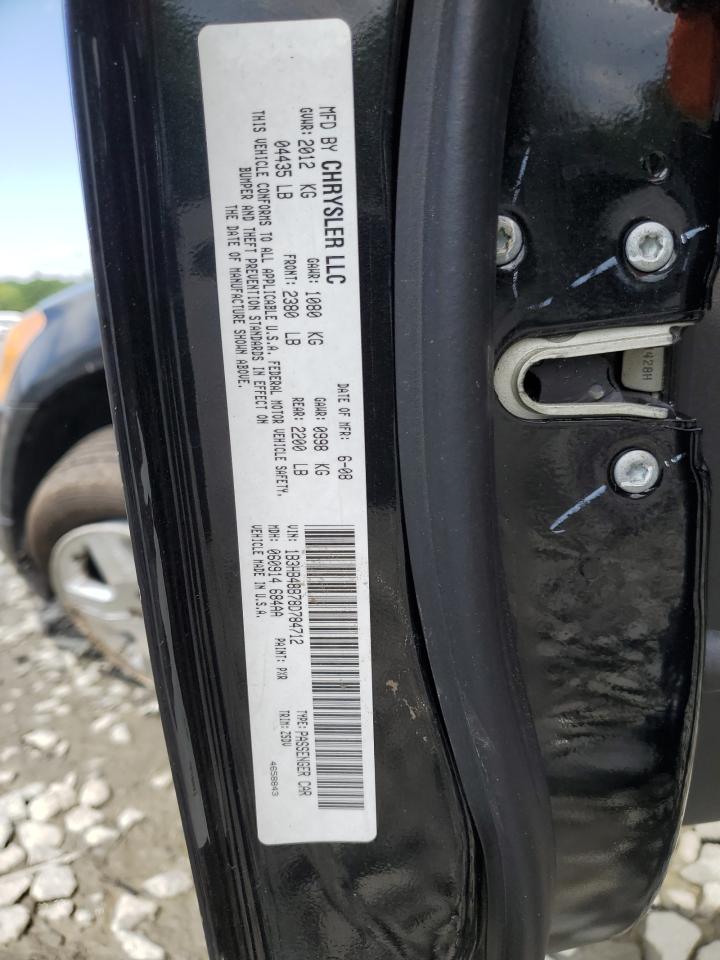 MFD BY CHRYSLER LLC
DATE OF MFR: 6-08
GVWR: 2012 KG
GAWR: 1080 KG
GAWR: 0998 KG
04435 LB
FRONT: 2380 LB
REAR: 2200 LB
THIS VEHICLE CONFORMS TO ALL APPLICABLE U.S.A. FEDERAL MOTOR VEHICLE SAFETY,
BUMPER AND THEFT PREVENTION STANDARDS IN EFFECT ON
THE DATE OF MANUFACTURE SHOWN ABOVE.
VIN: 1B3HB48B78D784712
TYPE: PASSENGER CAR
MDH: 060914 684AA
PAINT: PXR
TRIM: ZSDV
VEHICLE MADE IN U.S.A.
4658843
428H